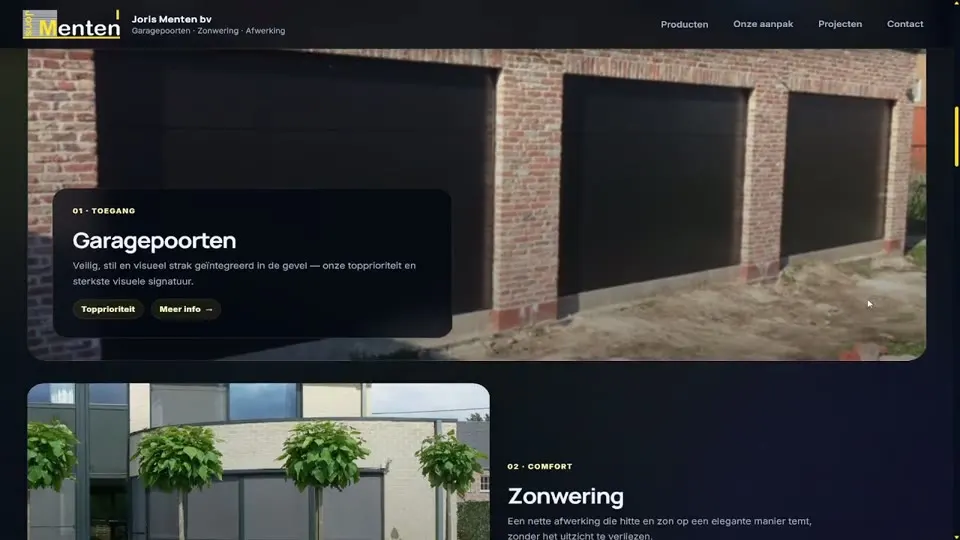 Joris Menten
Joris Menten bv
Garagepoorten · Zonwering · Afwerking
Producten
Onze aanpak
Projecten
Contact
01 · TOEGANG
Garagepoorten
Veilig, stil en visueel strak geïntegreerd in de gevel — onze topprioriteit en
sterkste visuele signatuur.
Topprioriteit
Meer info →
02 · COMFORT
Zonwering
Een nette afwerking die hitte en zon op een elegante manier temt,
zonder het uitzicht te verliezen.